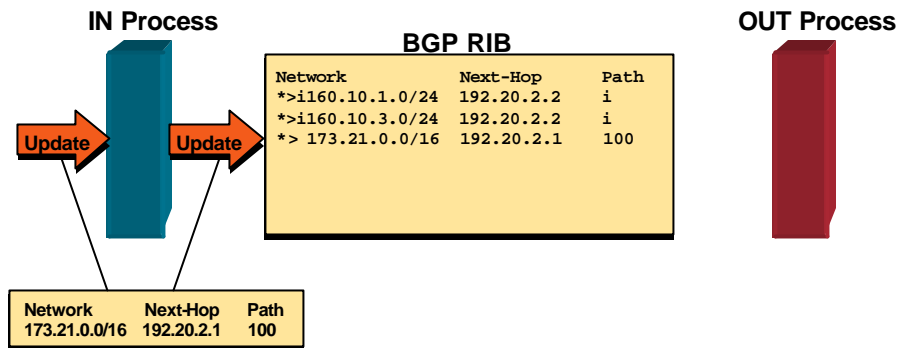 IN Process
OUT Process
BGP RIB
Network Next-Hop Path
*>i160.10.1.0/24 192.20.2.2 i
*>i160.10.3.0/24 192.20.2.2 i
*> 173.21.0.0/16 192.20.2.1 100
Update
Update
Network Next-Hop Path
173.21.0.0/16 192.20.2.1 100